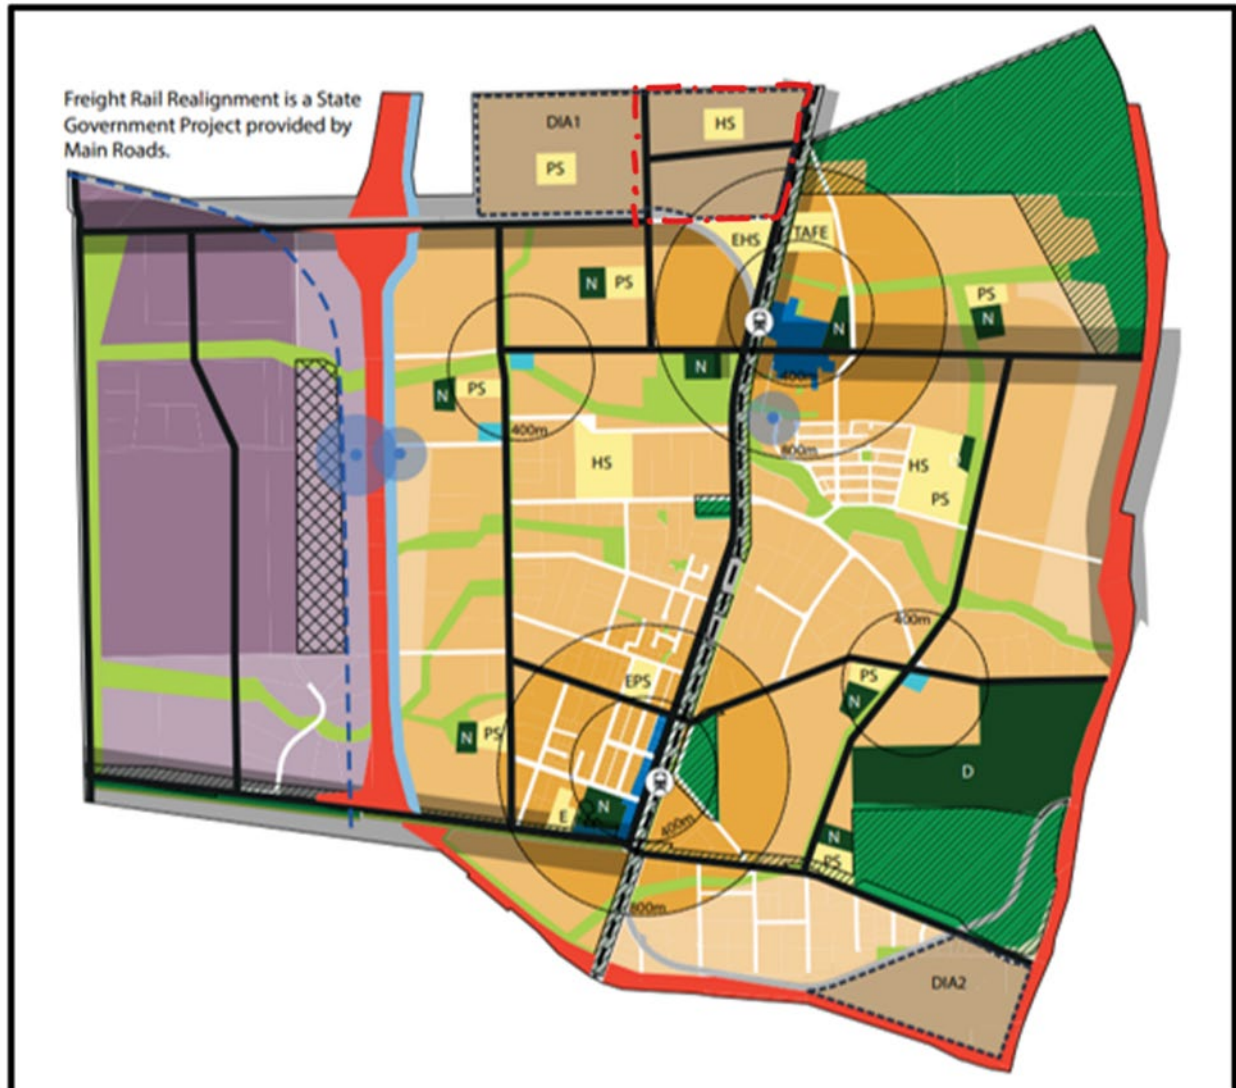 Freight Rail Realignment is a State
Government Project provided by
Main Roads.
DIA1
HS
PS
EHS
TAFE
N
PS
PS
N
N
N
400m
N
PS
400m
800m
HS
HS
PS
400m
EPS
PS
N
N
PS
D
E
N
400m
N
PS
800m
DIA2